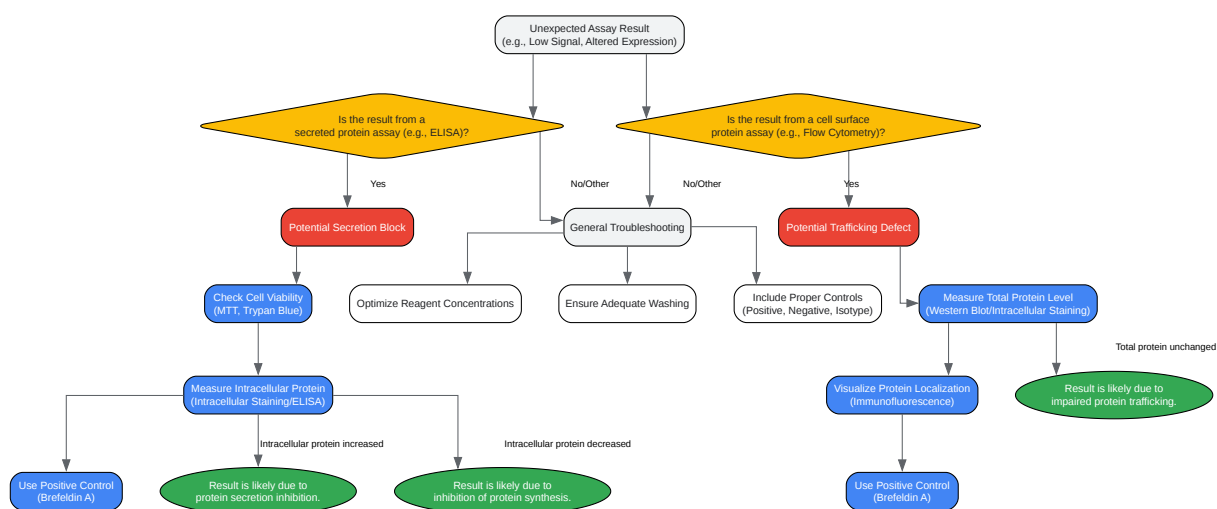 Unexpected Assay Result
(e.g., Low Signal, Altered Expression)
Is the result from a
secreted protein assay (e.g., ELISA)?
Is the result from a cell surface
protein assay (e.g., Flow Cytometry)?
Yes
No/Other
No/Other
Yes
Potential Secretion Block
General Troubleshooting
Potential Trafficking Defect
Check Cell Viability
(MTT, Trypan Blue)
Optimize Reagent Concentrations
Ensure Adequate Washing
Include Proper Controls
(Positive, Negative, Isotype)
Measure Total Protein Level
(Western Blot/Intracellular Staining)
Total protein unchanged
Measure Intracellular Protein
(Intracellular Staining/ELISA)
Visualize Protein Localization
(Immunofluorescence)
Result is likely due to
impaired protein trafficking.
Intracellular protein increased
Intracellular protein decreased
Use Positive Control
(Brefeldin A)
Result is likely due to
protein secretion inhibition.
Result is likely due to
inhibition of protein synthesis.
Use Positive Control
(Brefeldin A)